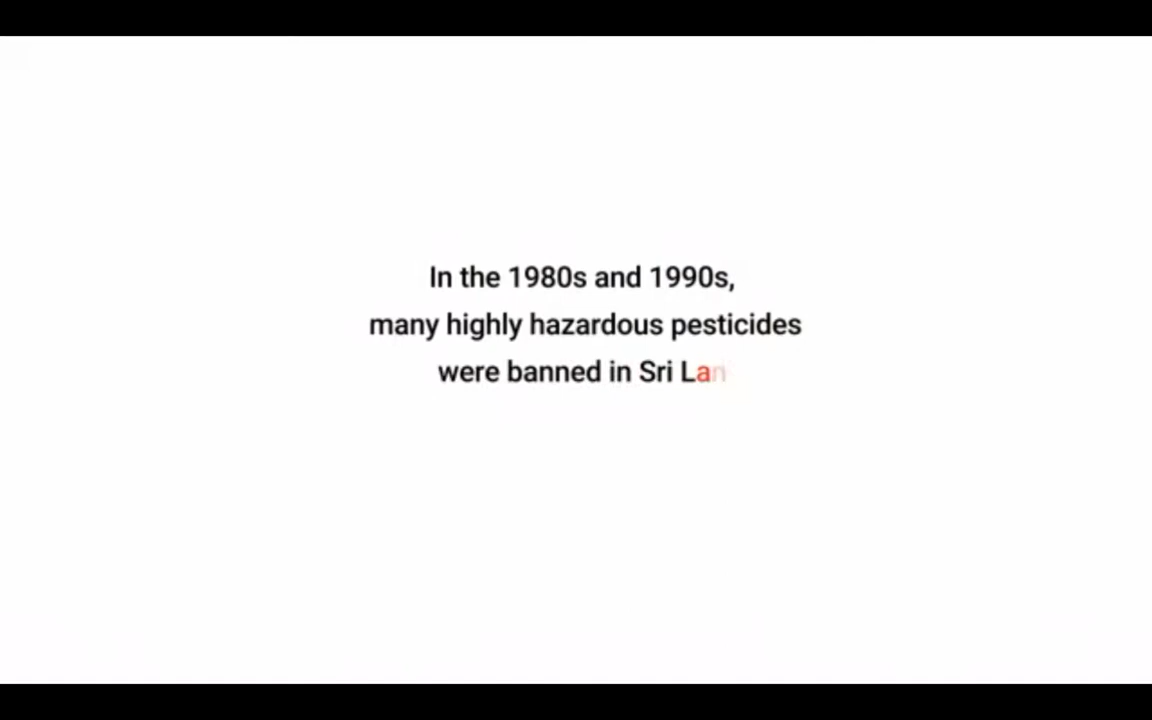 In the 1980s and 1990s,
many highly hazardous pesticides
were banned in Sri Lan